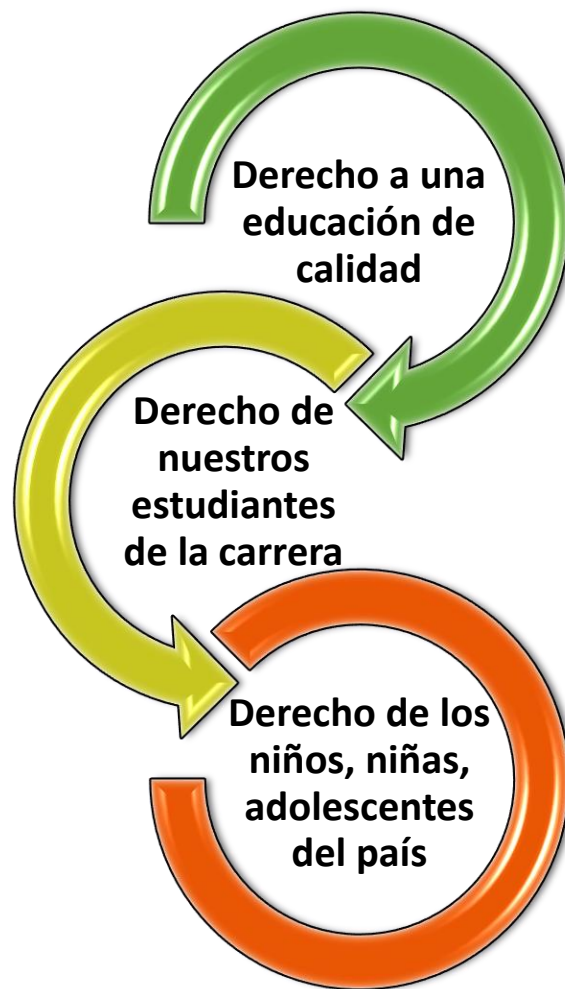 Derecho a una
educación de
calidad
Derecho de
nuestros
estudiantes
de la carrera
Derecho de los
niños, niñas,
adolescentes
del país